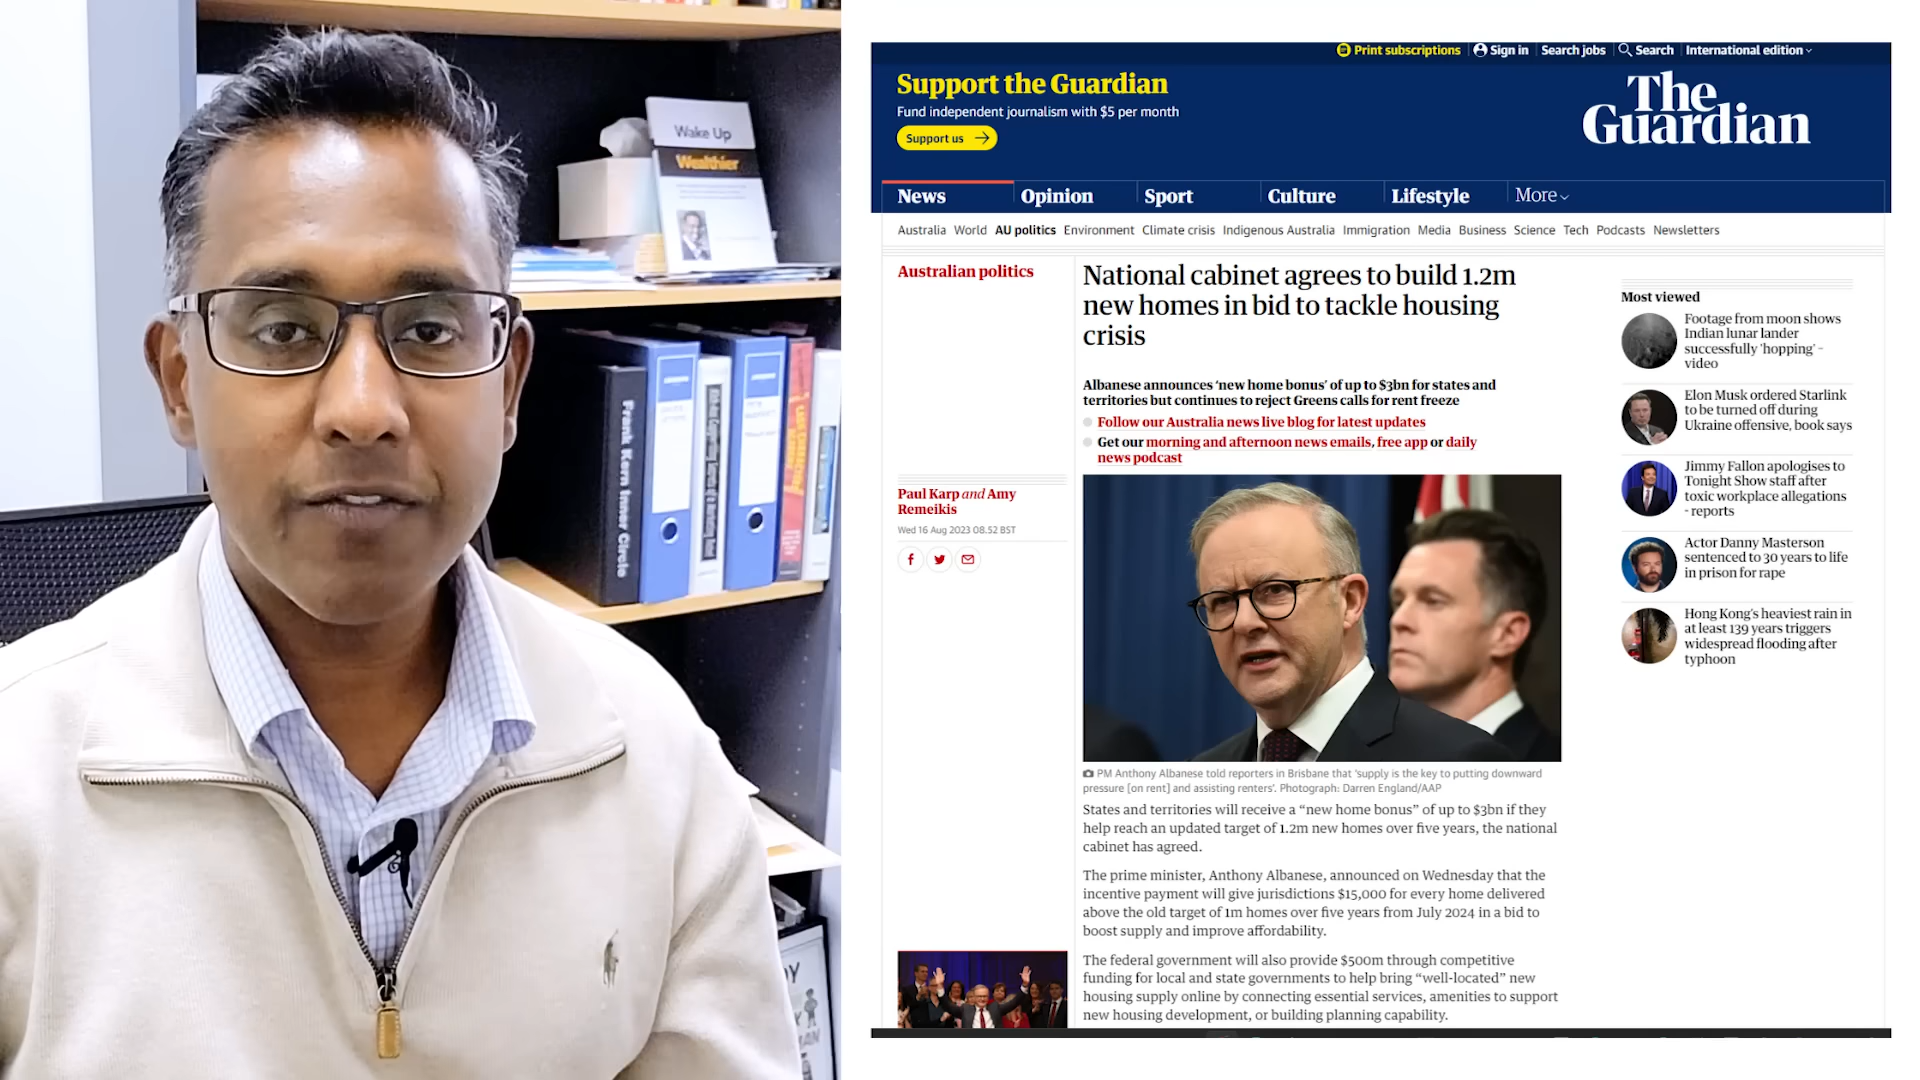 Wake Up
Wealthier
Frank Kern Inner Circle
Print subscriptions
Sign in
Search jobs
Search
International edition
Support the Guardian
Fund independent journalism with $5 per month
Support us
The
Guardian
News
Opinion
Sport
Culture
Lifestyle
More
Australia World AU politics Environment Climate crisis Indigenous Australia Immigration Media Business Science Tech Podcasts Newsletters
Australian politics
National cabinet agrees to build 1.2m
new homes in bid to tackle housing
crisis
Albanese announces ‘new home bonus’ of up to $3bn for states and
territories but continues to reject Greens calls for rent freeze
Follow our Australia news live blog for latest updates
Get our morning and afternoon news emails, free app or daily
news podcast
Paul Karp and Amy
Remeikis
Wed 16 Aug 2023 08.52 BST
PM Anthony Albanese told reporters in Brisbane that ‘supply is the key to putting downward
pressure [on rent] and assisting renters’. Photograph: Darren England/AAP
States and territories will receive a “new home bonus” of up to $3bn if they
help reach an updated target of 1.2m new homes over five years, the national
cabinet has agreed.
The prime minister, Anthony Albanese, announced on Wednesday that the
incentive payment will give jurisdictions $15,000 for every home delivered
above the old target of 1m homes over five years from July 2024 in a bid to
boost supply and improve affordability.
The federal government will also provide $500m through competitive
funding for local and state governments to help bring “well-located” new
housing supply online by connecting essential services, amenities to support
new housing development, or building planning capability.
Most viewed
Footage from moon shows
Indian lunar lander
successfully ‘hopping’ –
video
Elon Musk ordered Starlink
to be turned off during
Ukraine offensive, book says
Jimmy Fallon apologises to
Tonight Show staff after
toxic workplace allegations
- reports
Actor Danny Masterson
sentenced to 30 years to life
in prison for rape
Hong Kong’s heaviest rain in
at least 139 years triggers
widespread flooding after
typhoon